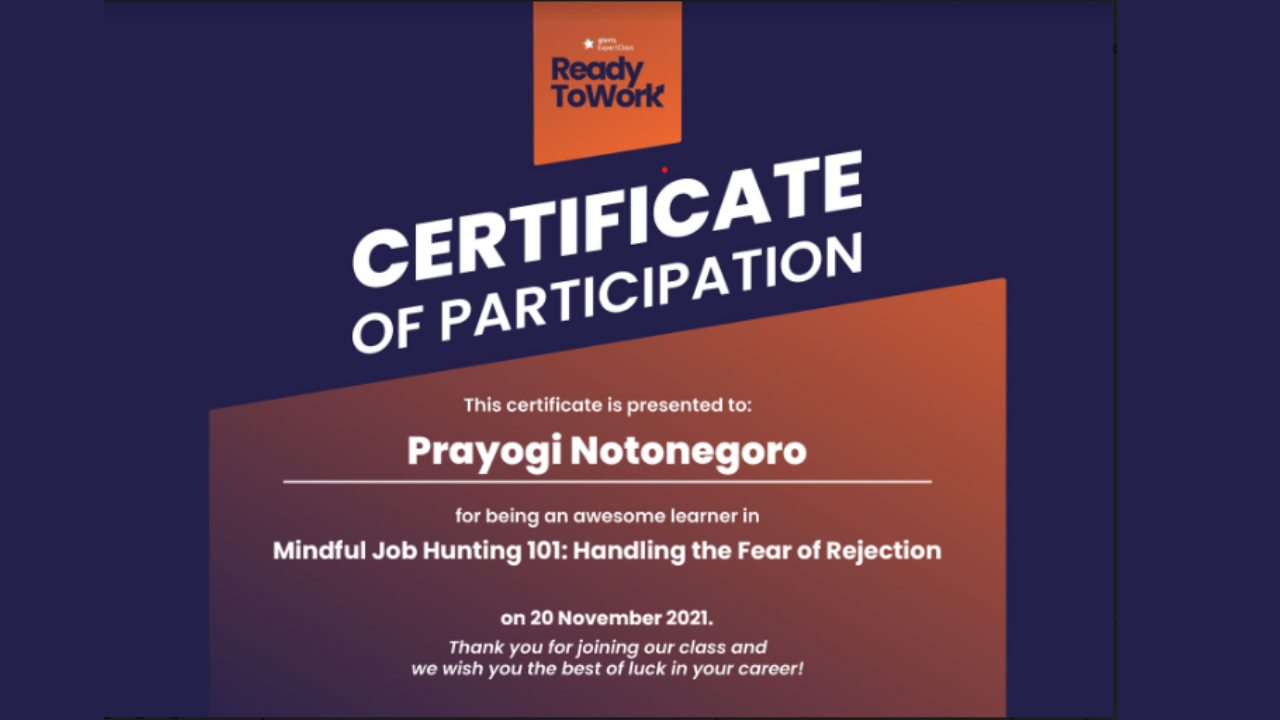 glints
ExpertClass
Ready
ToWork
CERTIFICATE
OF PARTICIPATION
This certificate is presented to:
Prayogi Notonegoro
for being an awesome learner in
Mindful Job Hunting 101: Handling the Fear of Rejection
on 20 November 2021.
Thank you for joining our class and
we wish you the best of luck in your career!